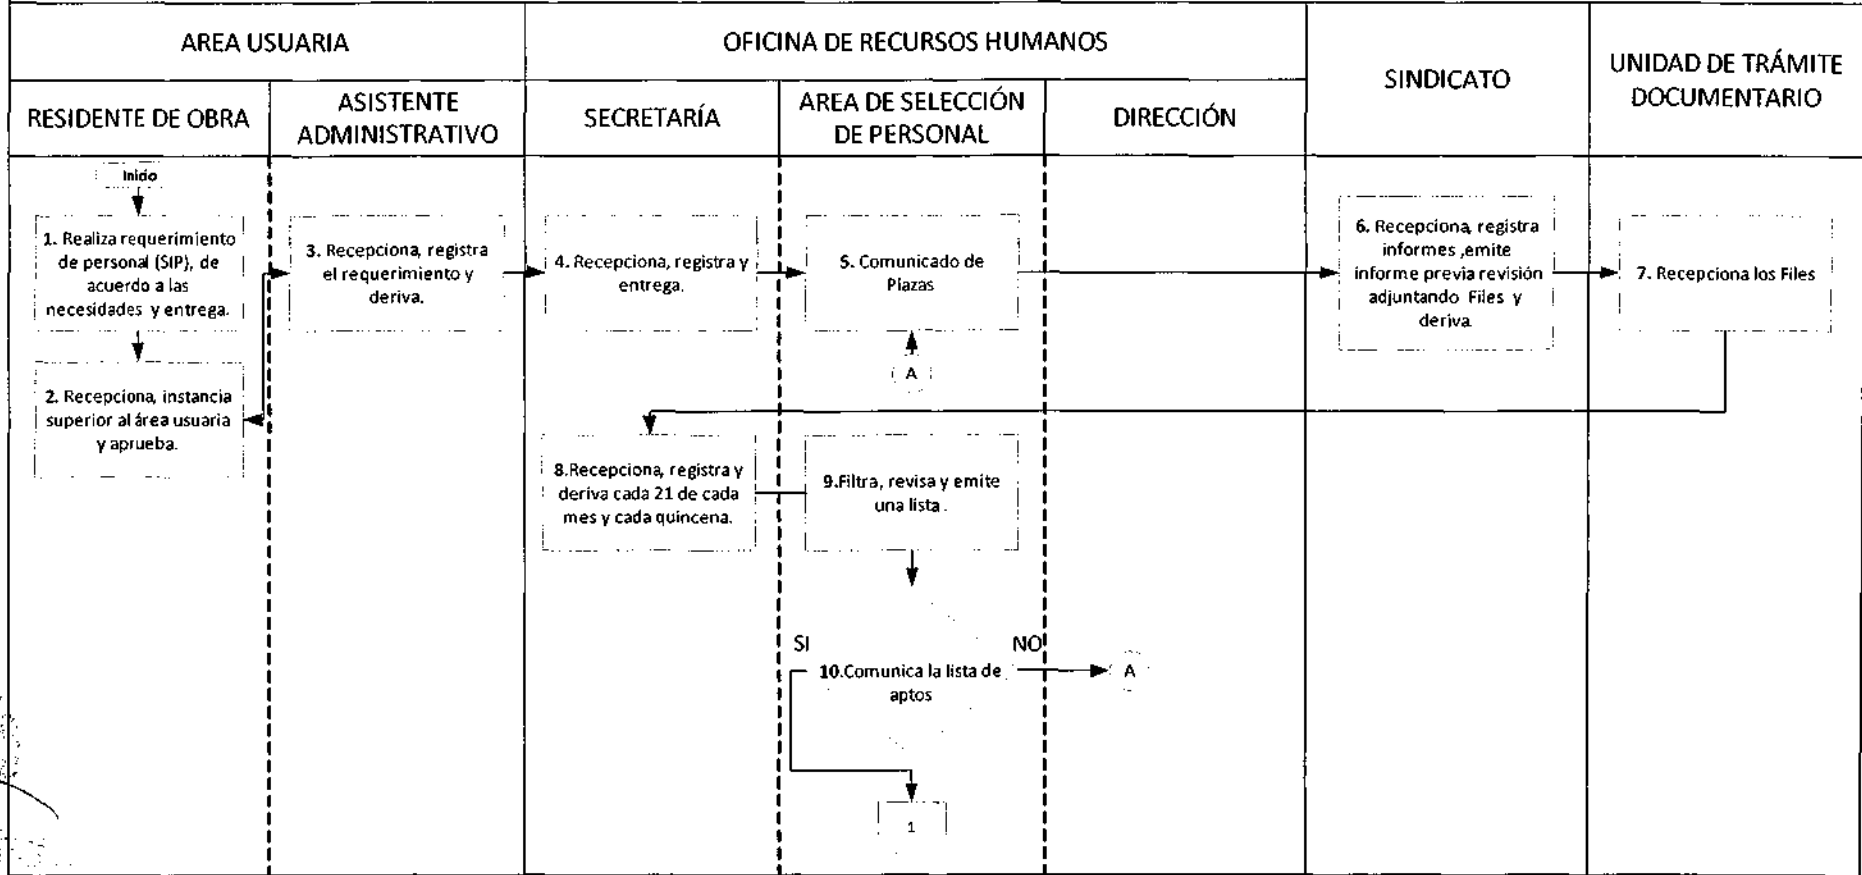 AREA USUARIA
OFICINA DE RECURSOS HUMANOS
SINDICATO
UNIDAD DE TRÁMITE
DOCUMENTARIO
RESIDENTE DE OBRA
ASISTENTE
ADMINISTRATIVO
SECRETARÍA
AREA DE SELECCIÓN
DE PERSONAL
DIRECCIÓN
Inicio
1. Realiza requerimiento
de personal (SIP), de
acuerdo a las
necesidades y entrega.
2. Recepciona, instancia
superior al área usuaria
y aprueba.
3. Recepciona, registra
el requerimiento y
deriva.
4. Recepciona, registra y
entrega.
5. Comunicado de
Plazas
A
6. Recepciona, registra
informes ,emite
informe previa revisión
adjuntando Files y
deriva
7. Recepciona los Files
8.Recepciona, registra y
deriva cada 21 de cada
mes y cada quincena.
9.Filtra, revisa y emite
una lista .
SI
NO
10.Comunica la lista de
aptos
A
1